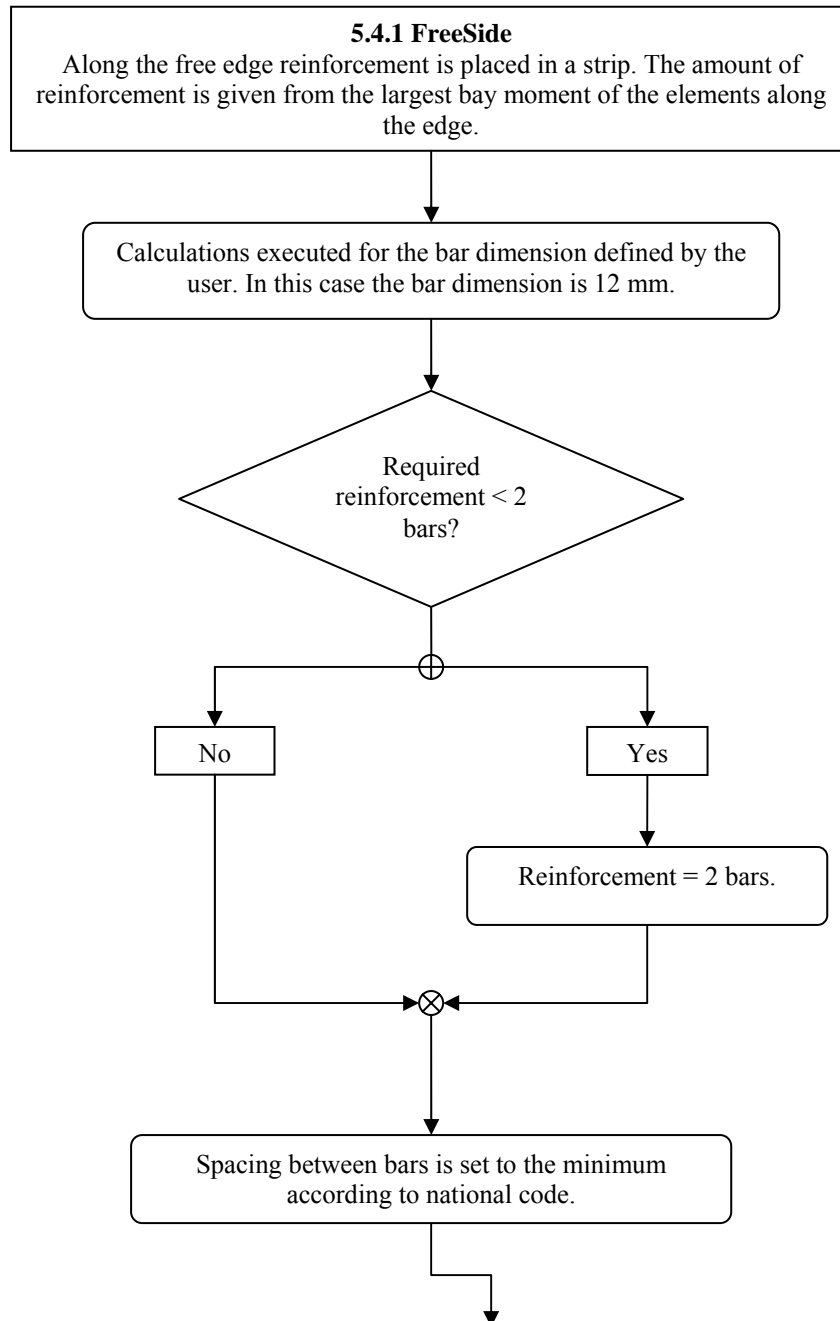 5.4.1 FreeSide
Along the free edge reinforcement is placed in a strip. The amount of
reinforcement is given from the largest bay moment of the elements along
the edge.
Calculations executed for the bar dimension defined by the
user. In this case the bar dimension is 12 mm.
Required
reinforcement < 2
bars?
No
Yes
Reinforcement = 2 bars.
Spacing between bars is set to the minimum
according to national code.